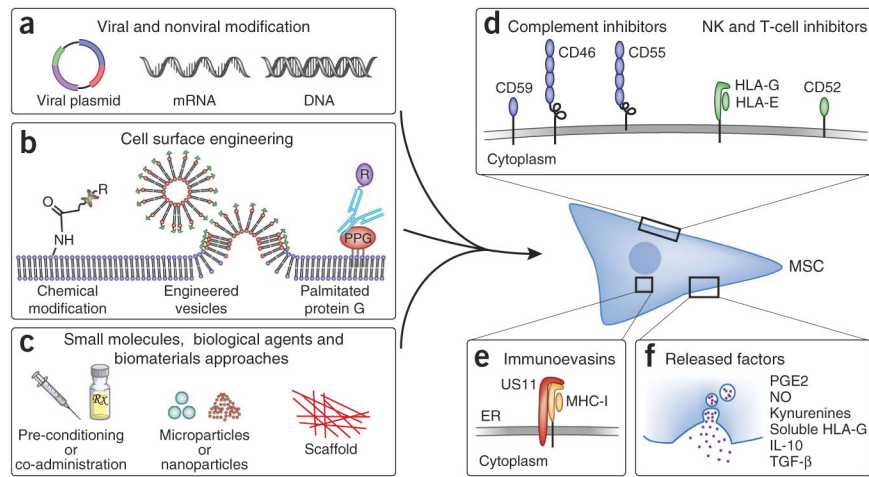 a
Viral and nonviral modification
Viral plasmid
mRNA
DNA
b
Cell surface engineering
O
NH
R
R
PPG
Chemical
modification
Engineered
vesicles
Palmitated
protein G
c
Small molecules, biological agents and
biomaterials approaches
Rx
Pre-conditioning
or
co-administration
Microparticles
or
nanoparticles
Scaffold
d
Complement inhibitors
NK and T-cell inhibitors
CD46
CD55
CD59
HLA-G
HLA-E
CD52
Cytoplasm
MSC
e
Immunoevasins
US11
MHC-I
ER
Cytoplasm
f
Released factors
PGE2
NO
Kynurenines
Soluble HLA-G
IL-10
TGF-β